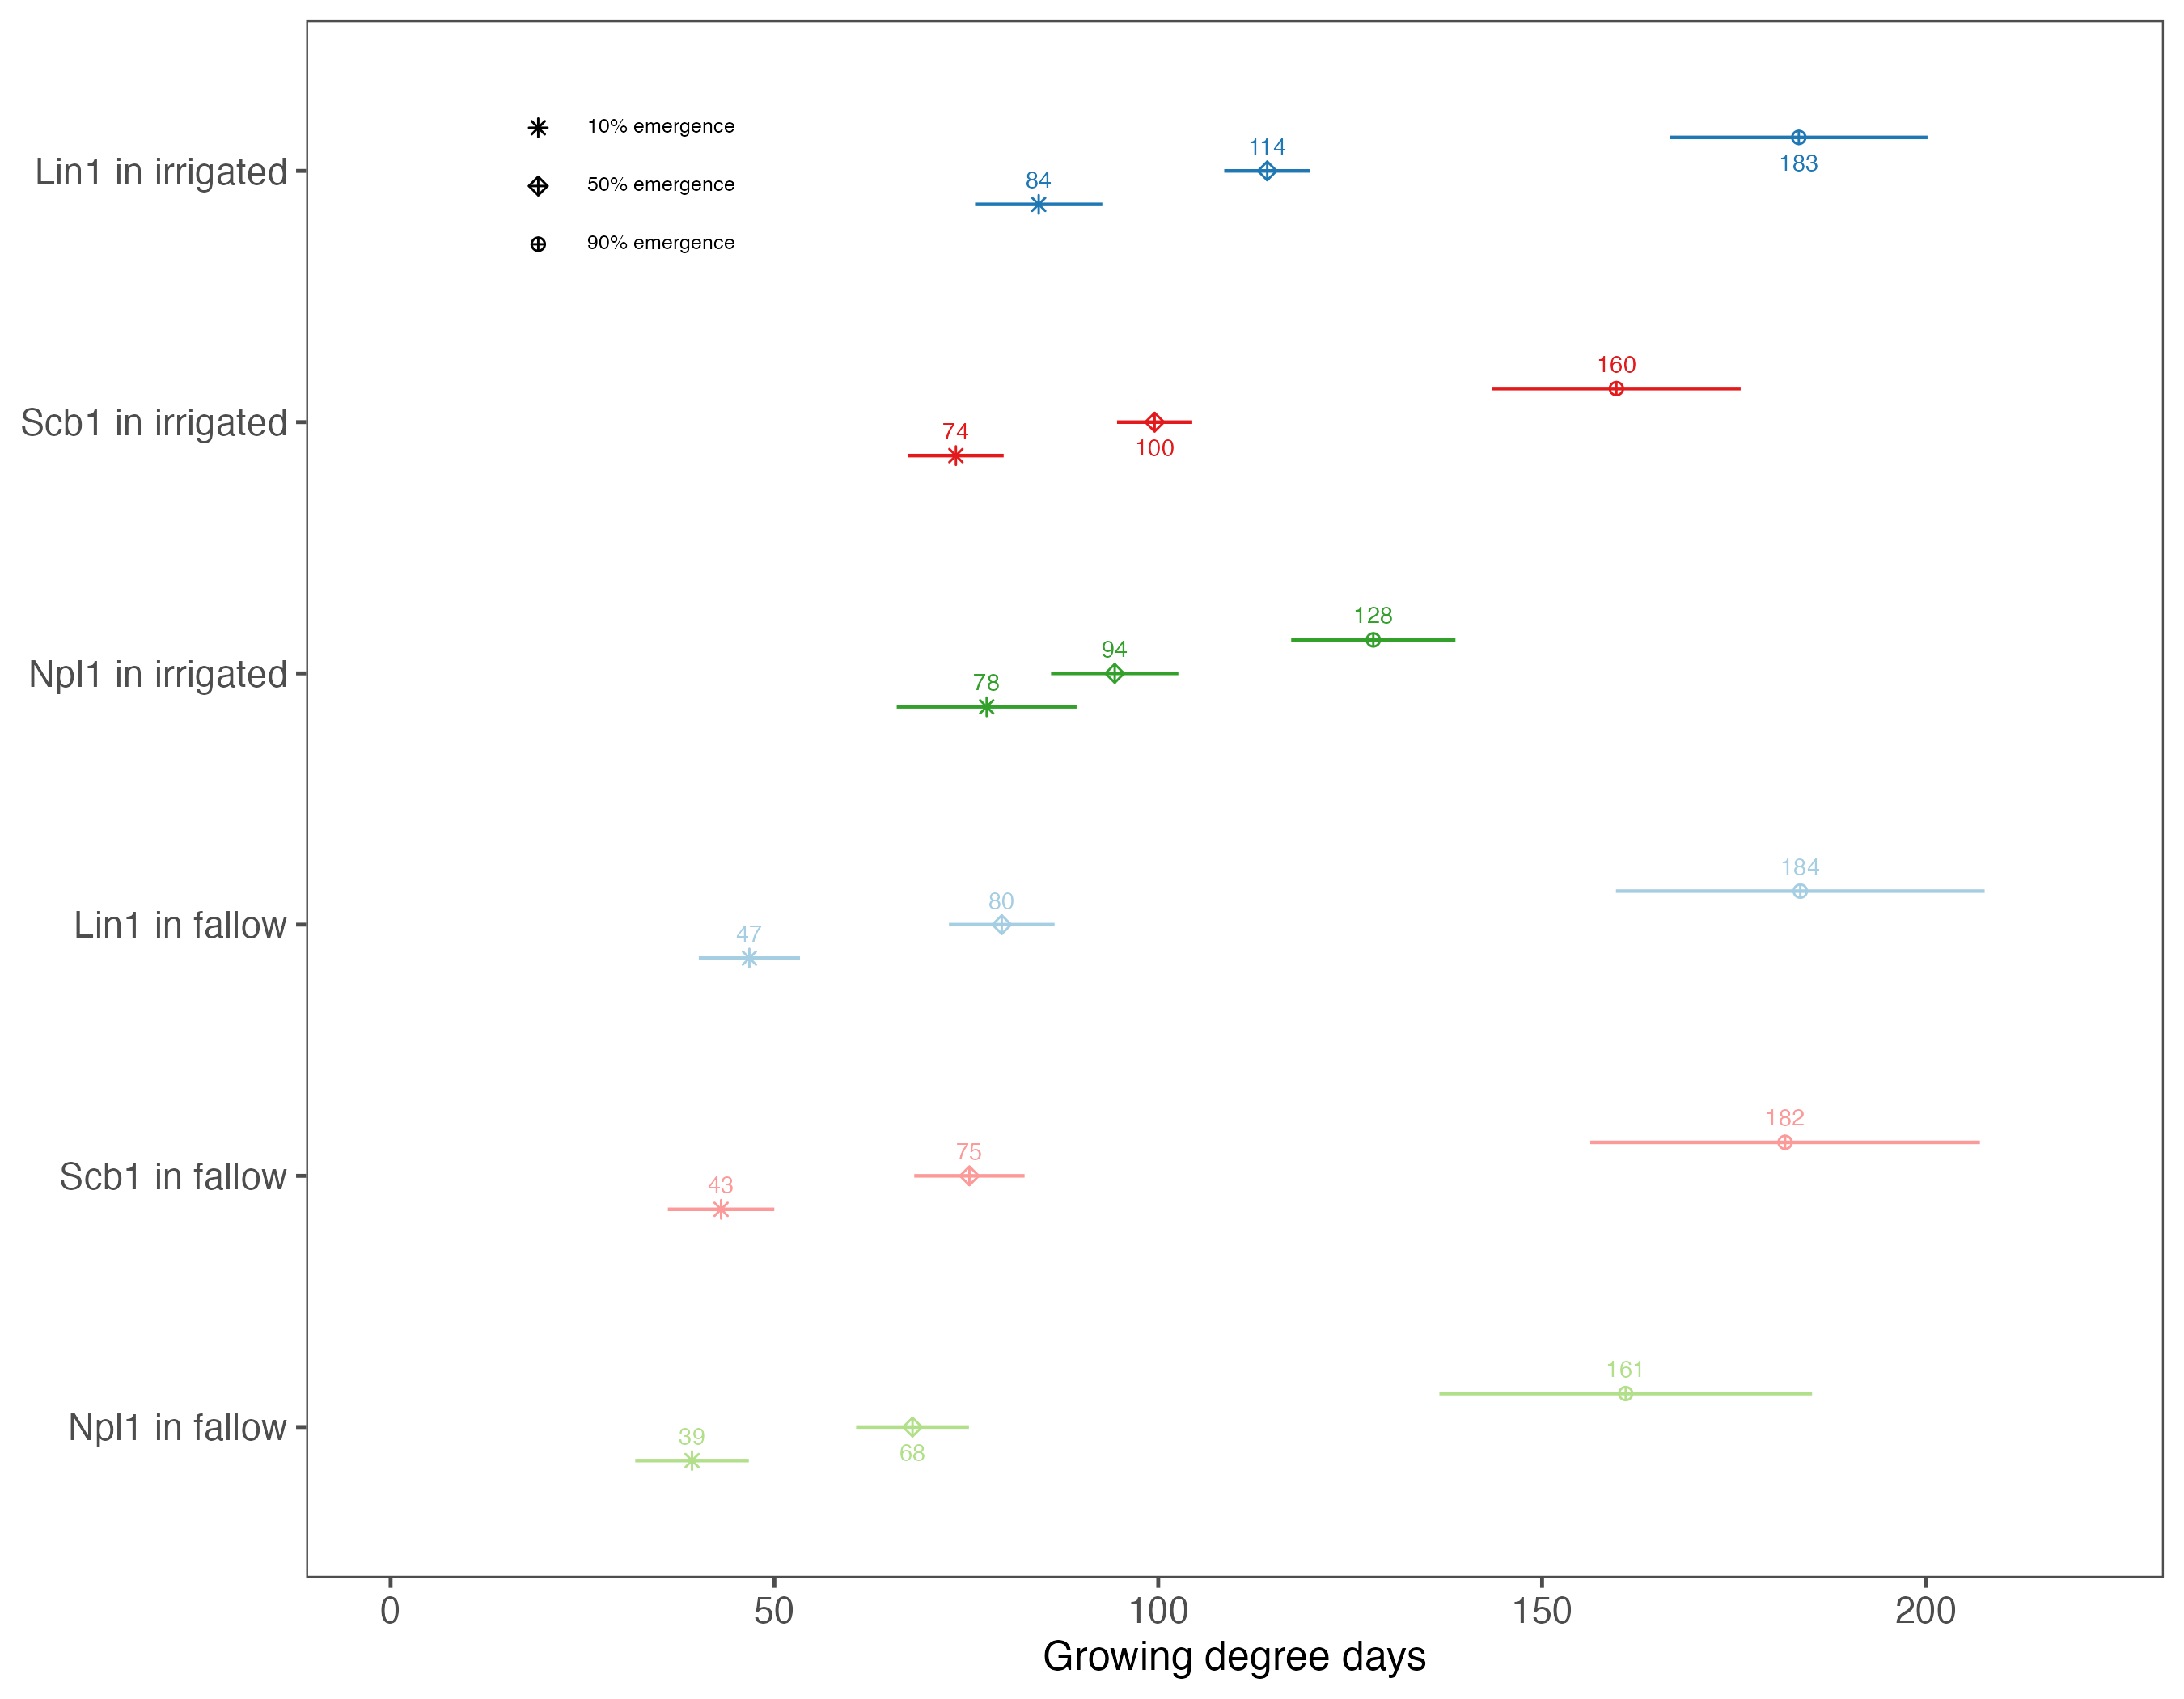 10% emergence
50% emergence
90% emergence
Lin1 in irrigated
84
114
183
Scb1 in irrigated
74
100
160
Npl1 in irrigated
78
94
128
Lin1 in fallow
47
80
184
Scb1 in fallow
43
75
182
Npl1 in fallow
39
68
161
0 50 100 150 200
Growing degree days